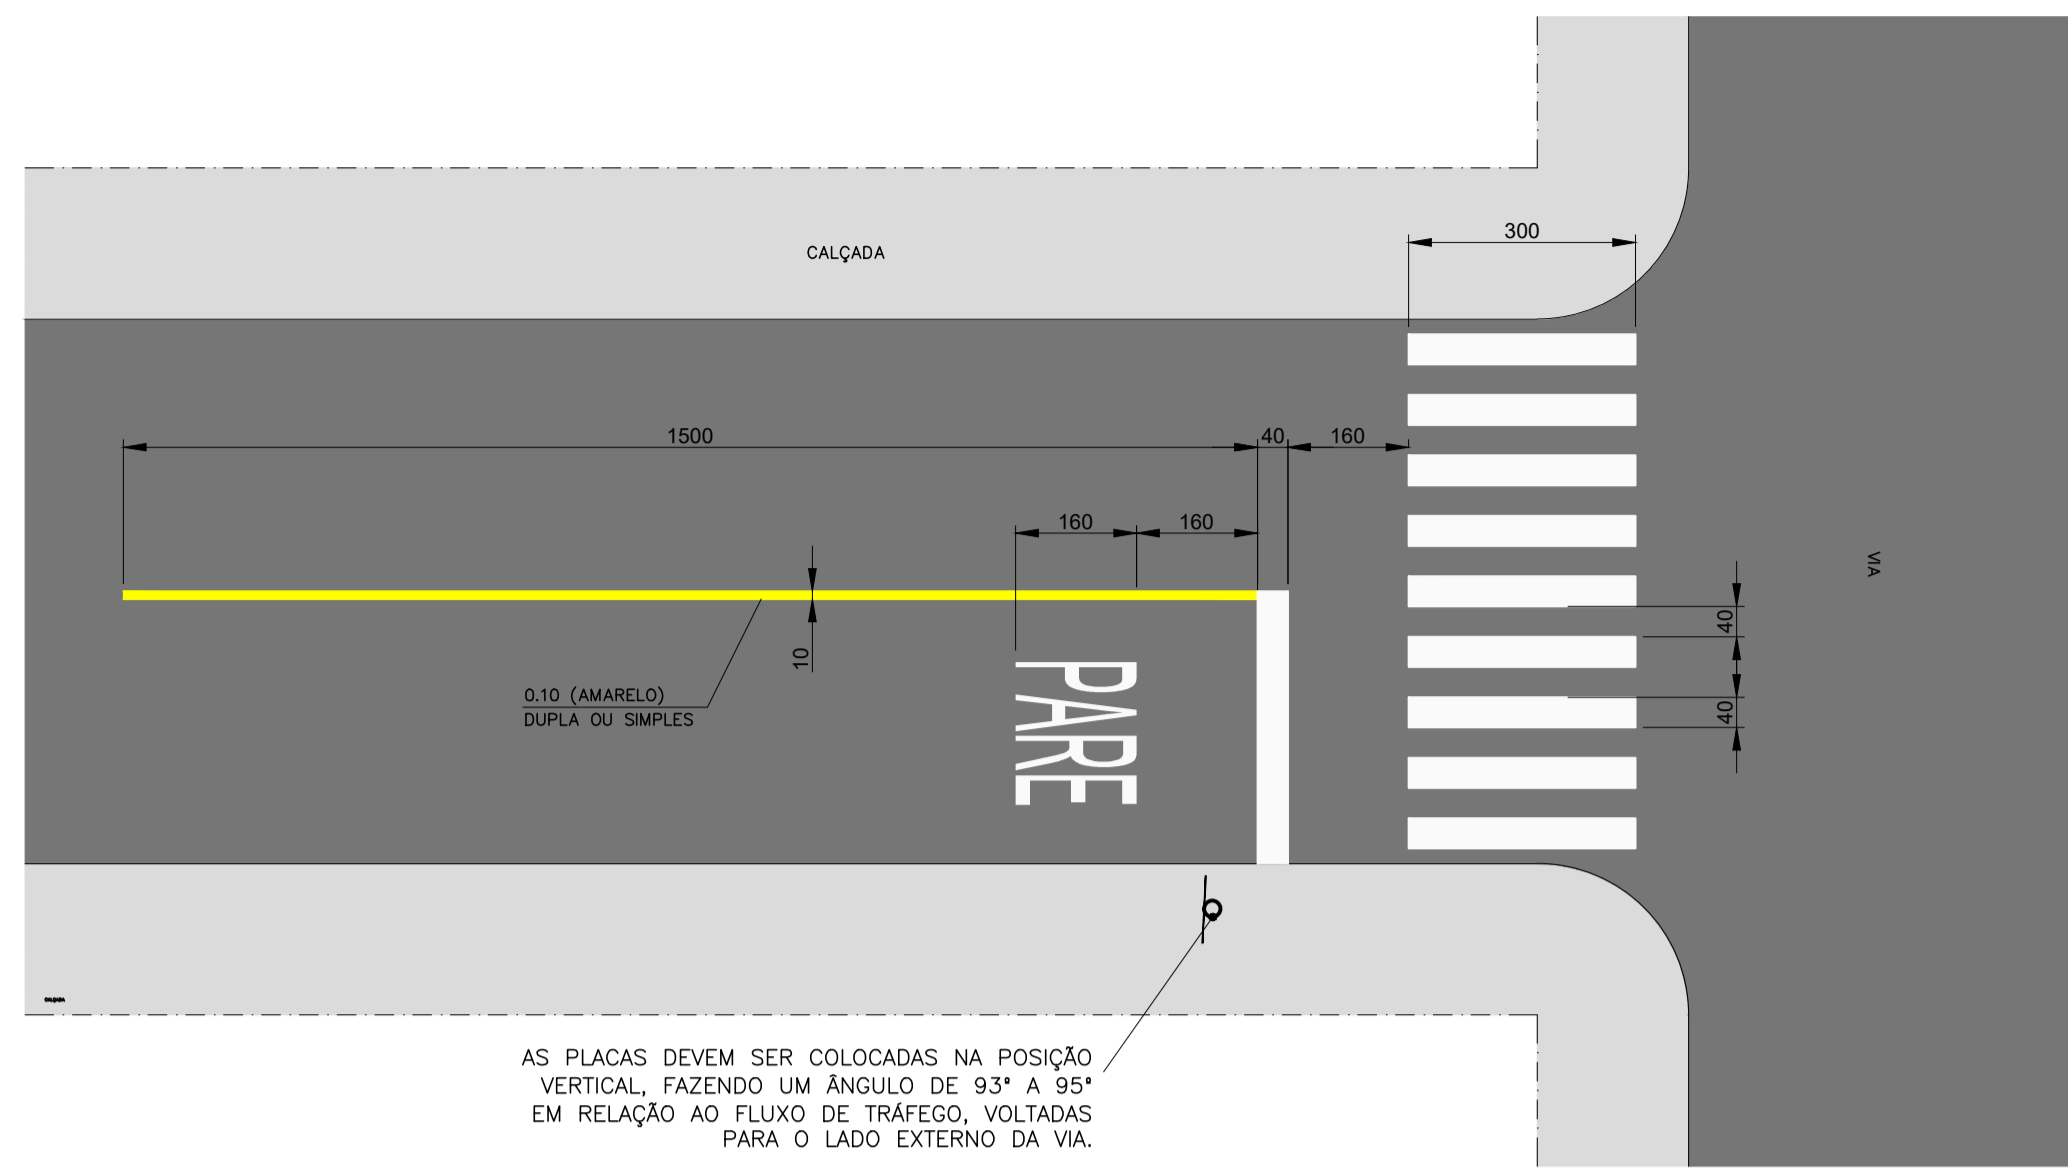 CALÇADA
300
1500
40
160
160
160
VIA
10
40
40
0.10 (AMARELO)
DUPLA OU SIMPLES
PARE
CALÇADA
AS PLACAS DEVEM SER COLOCADAS NA POSIÇÃO
VERTICAL, FAZENDO UM ÂNGULO DE 93° A 95°
EM RELAÇÃO AO FLUXO DE TRÁFEGO, VOLTADAS
PARA O LADO EXTERNO DA VIA.